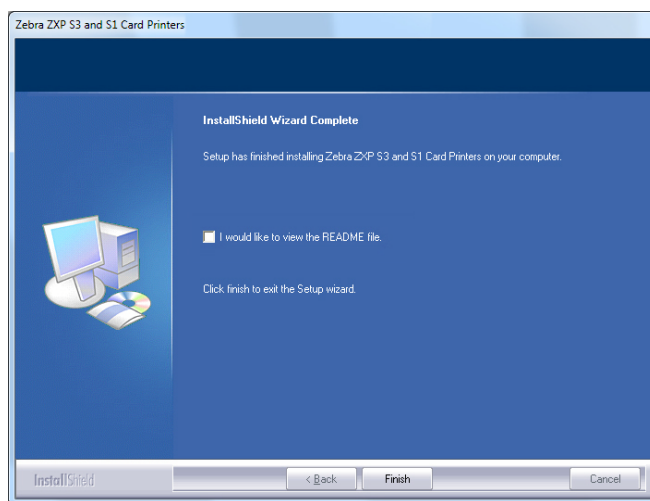 Zebra ZXP S3 and S1 Card Printers
InstallShield Wizard Complete
Setup has finished installing Zebra ZXP S3 and S1 Card Printers on your computer.
I would like to view the README file.
Click finish to exit the Setup wizard.
InstallShield
< Back
Finish
Cancel